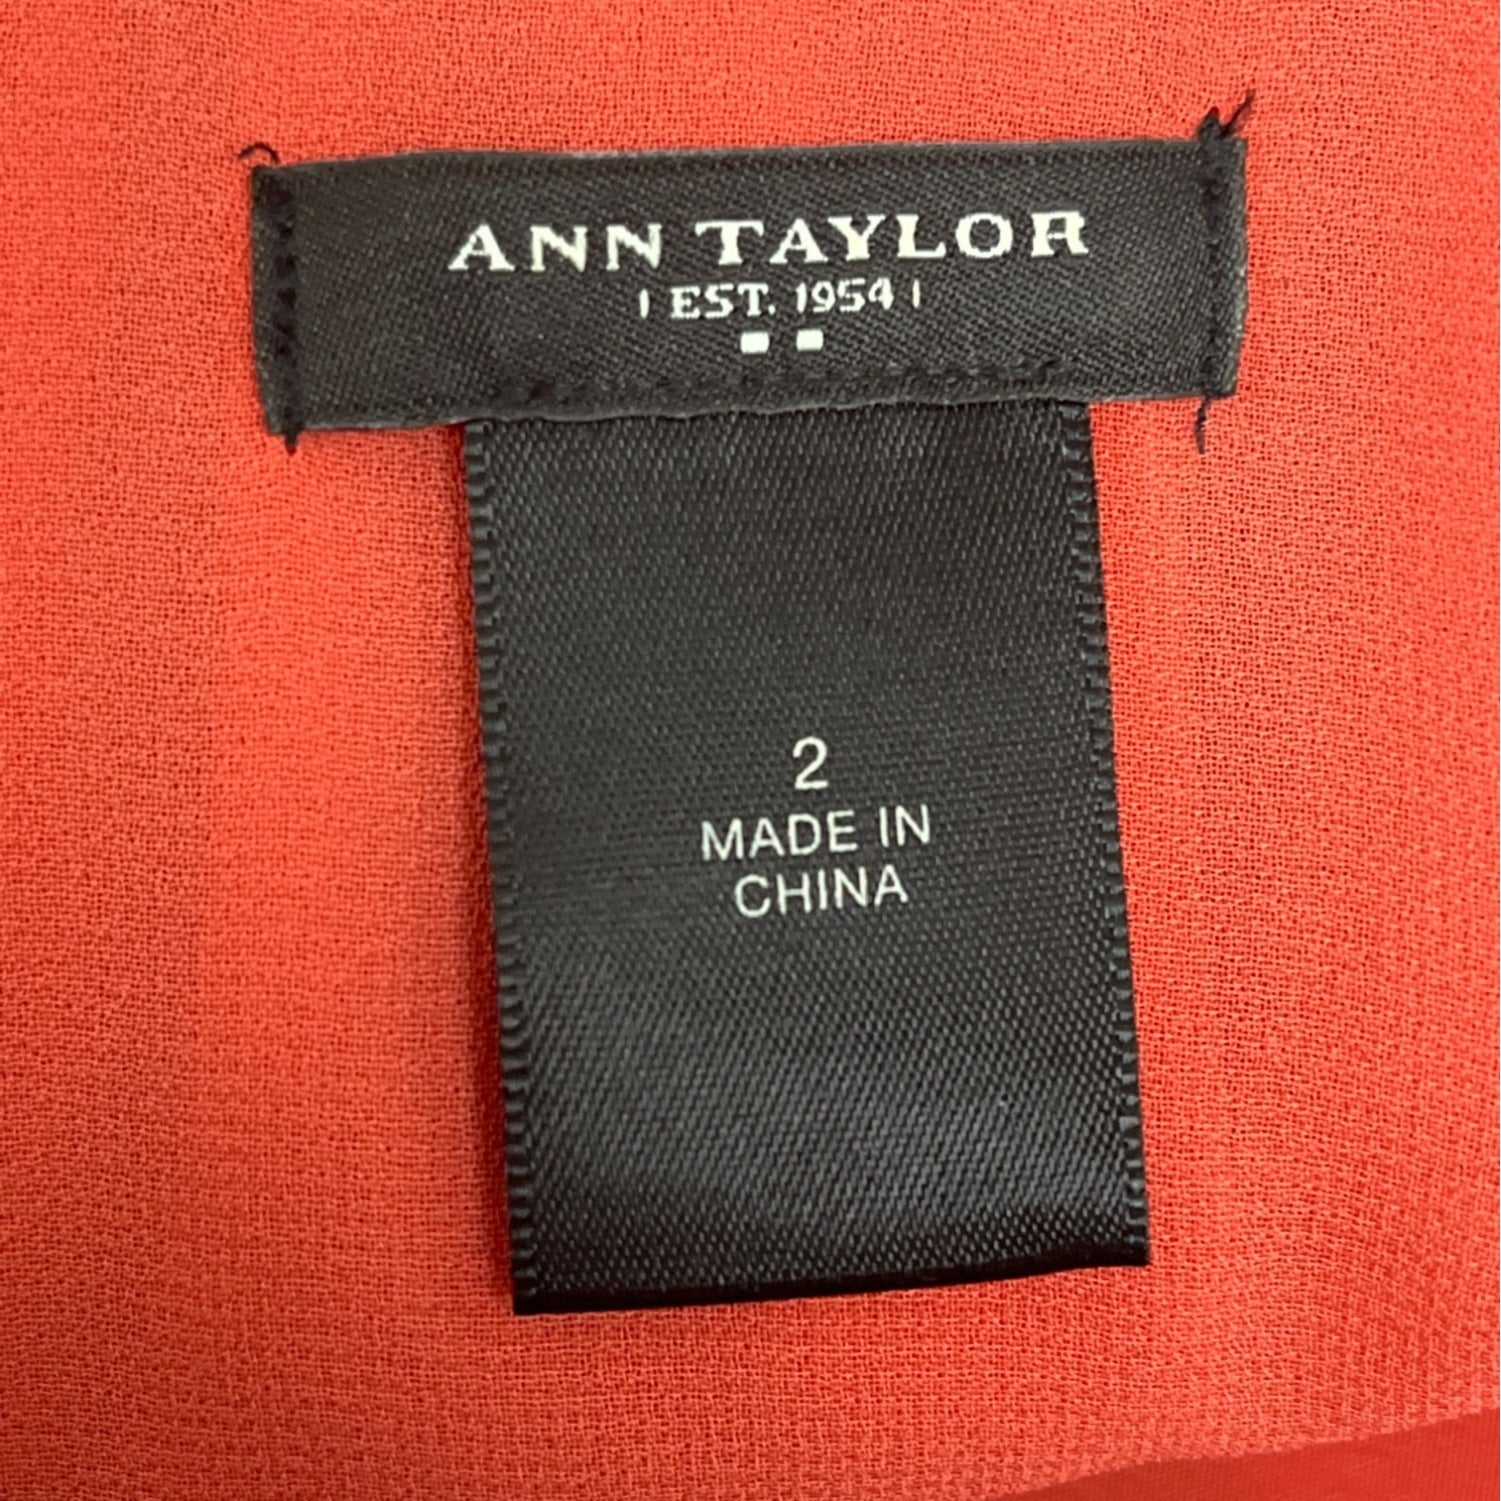 ANN TAYLOR
EST. 1954
2
MADE IN
CHINA